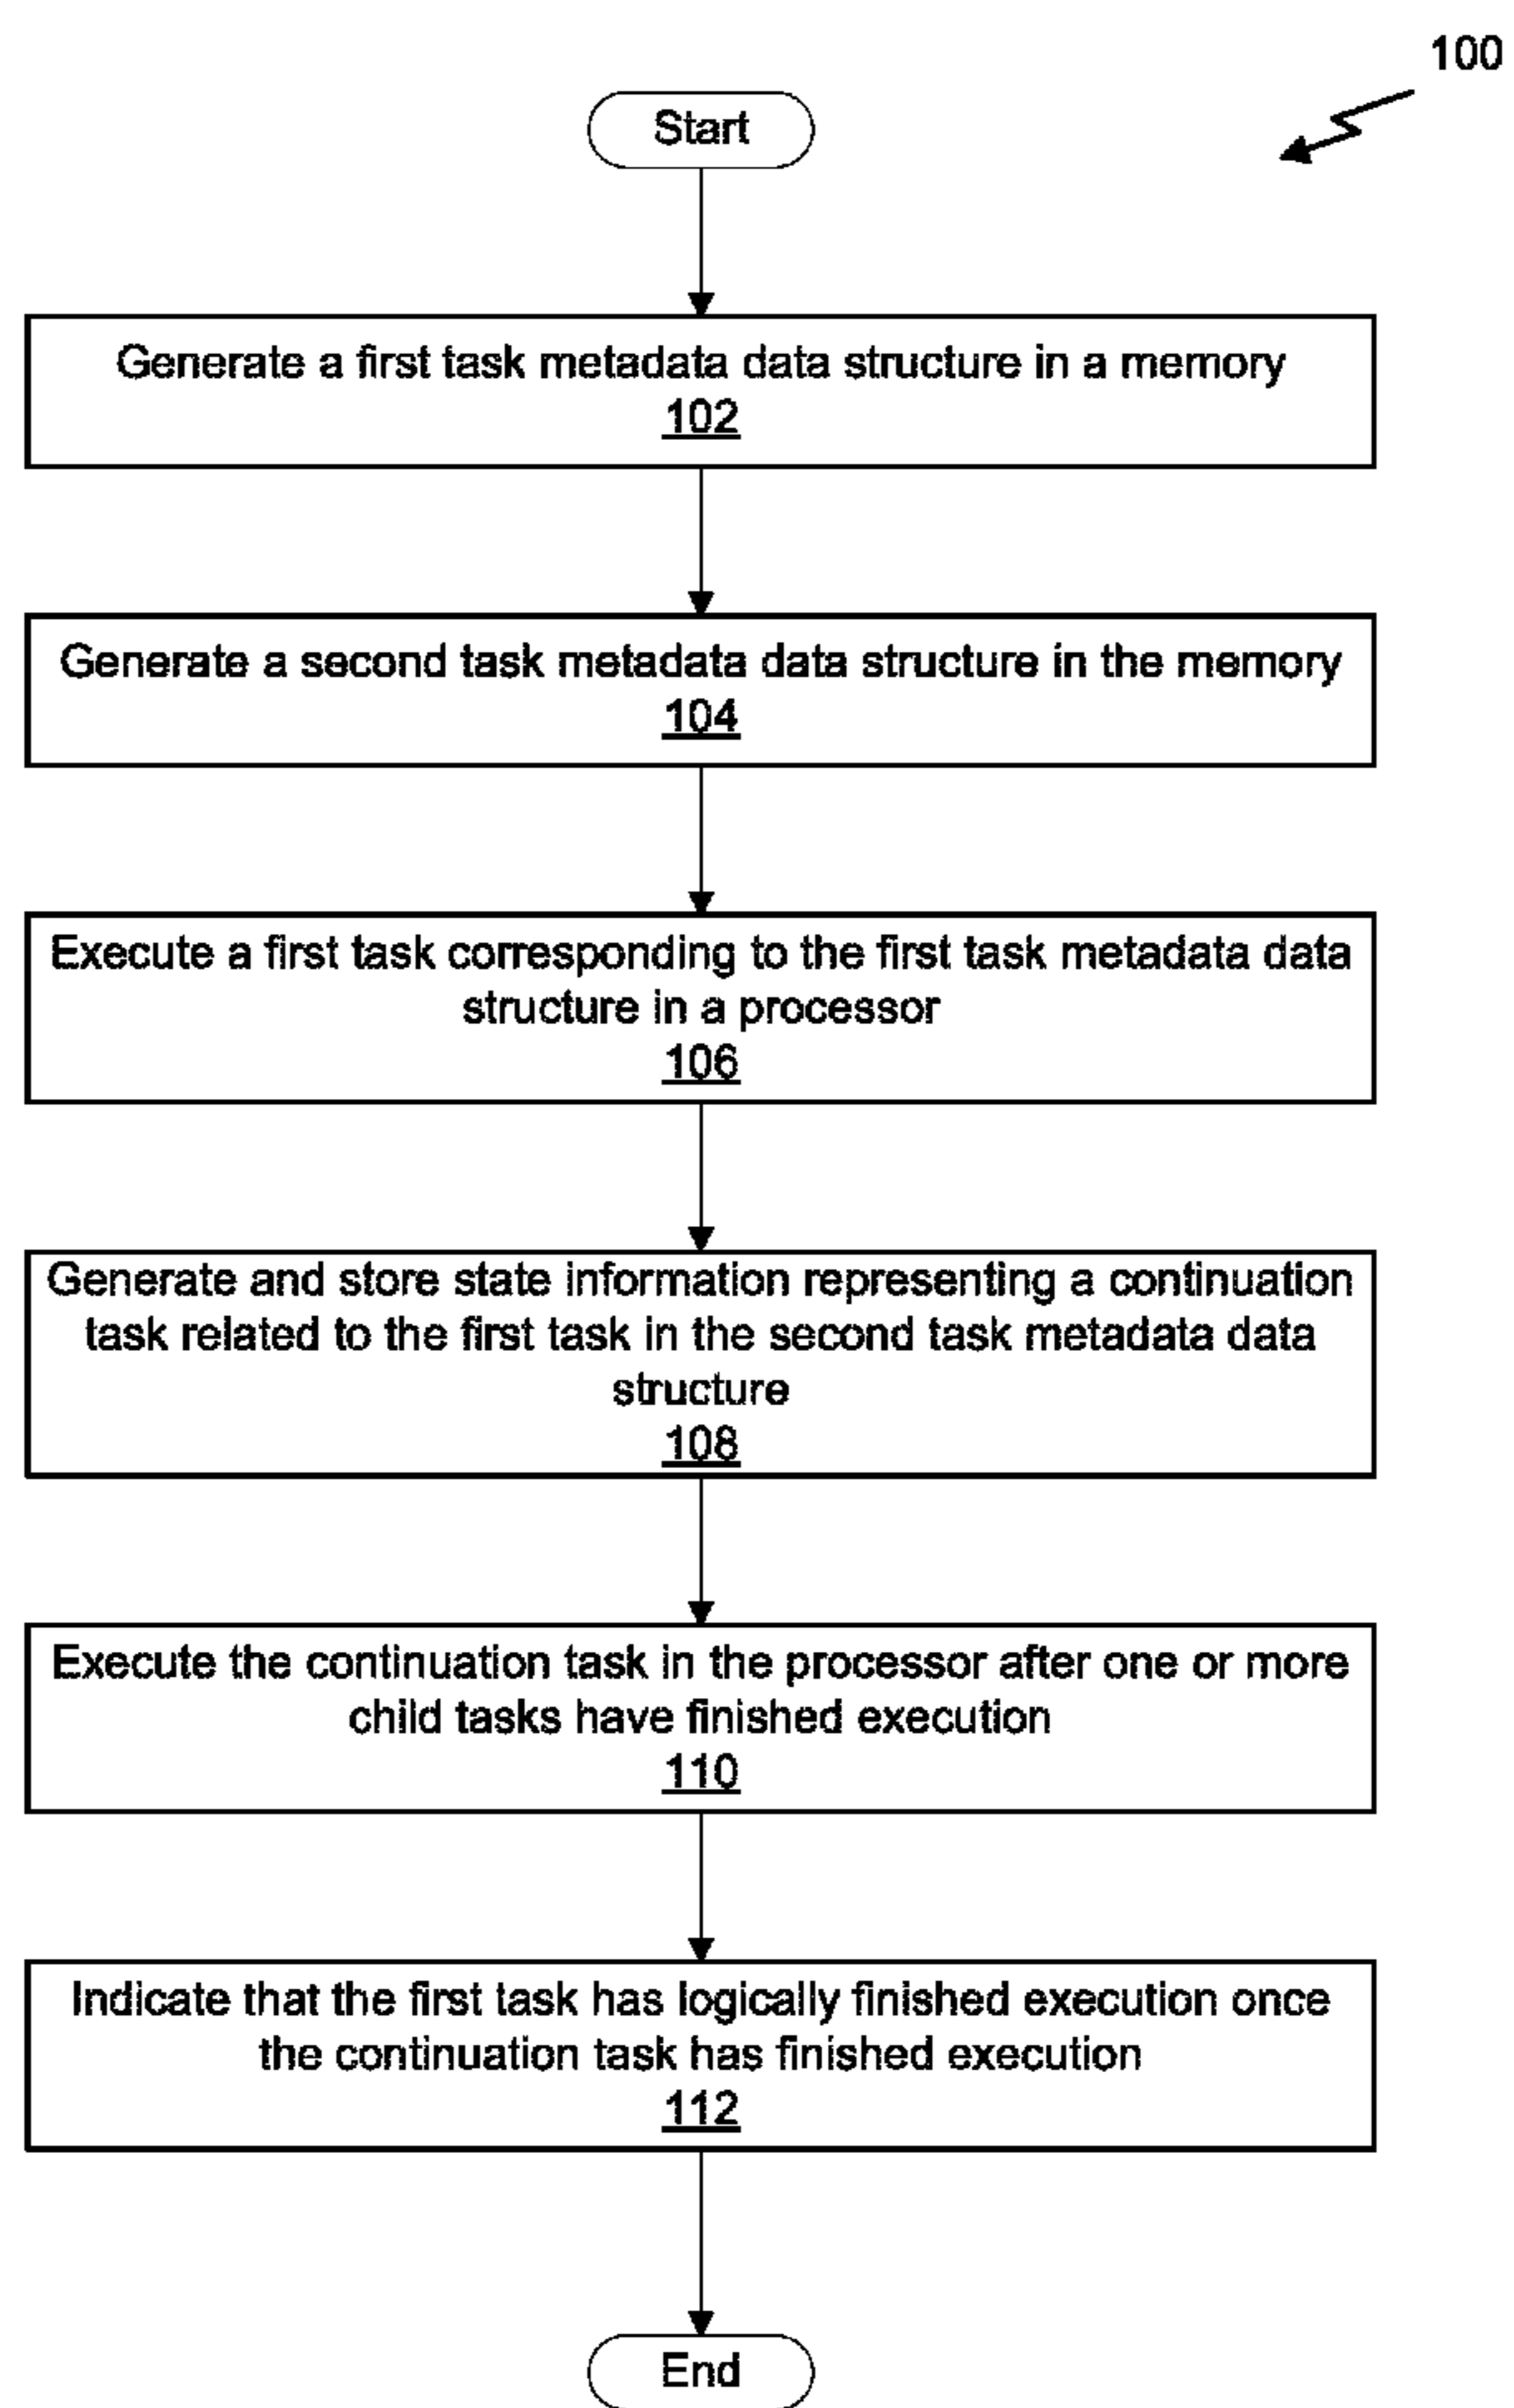 100
Start
Generate a first task metadata data structure in a memory
102
Generate a second task metadata data structure in the memory
104
Execute a first task corresponding to the first task metadata data
structure in a processor
106
Generate and store state information representing a continuation
task related to the first task in the second task metadata data
structure
108
Execute the continuation task in the processor after one or more
child tasks have finished execution
110
Indicate that the first task has logically finished execution once
the continuation task has finished execution
112
End